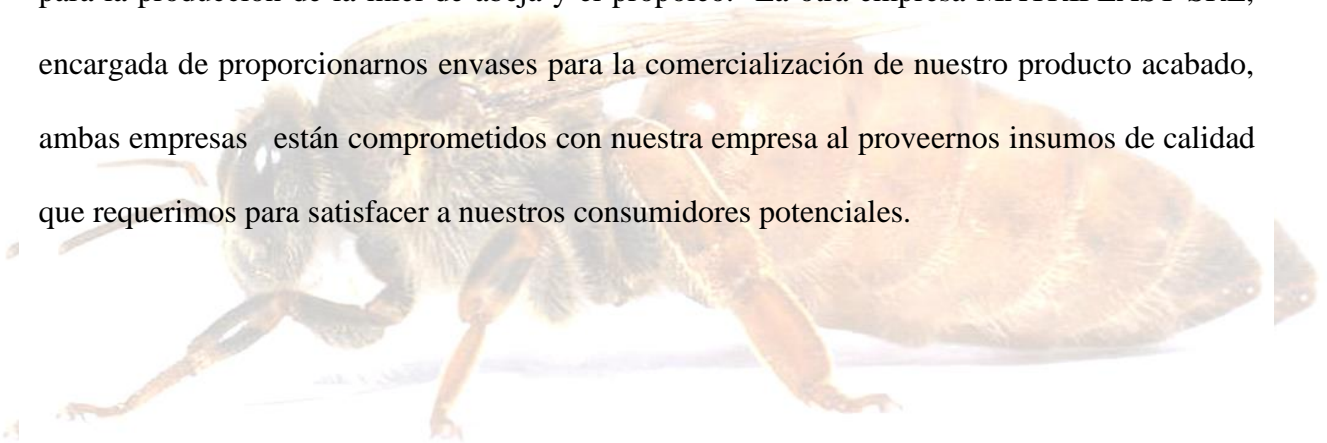 para la producción de la miel de abeja y el propóleo. La otra empresa
encargada de proporcionarnos envases para la comercialización de nuestro producto acabado,
ambas empresas están comprometidos con nuestra empresa al proveernos insumos de calidad
que requerimos para satisfacer a nuestros consumidores potenciales.